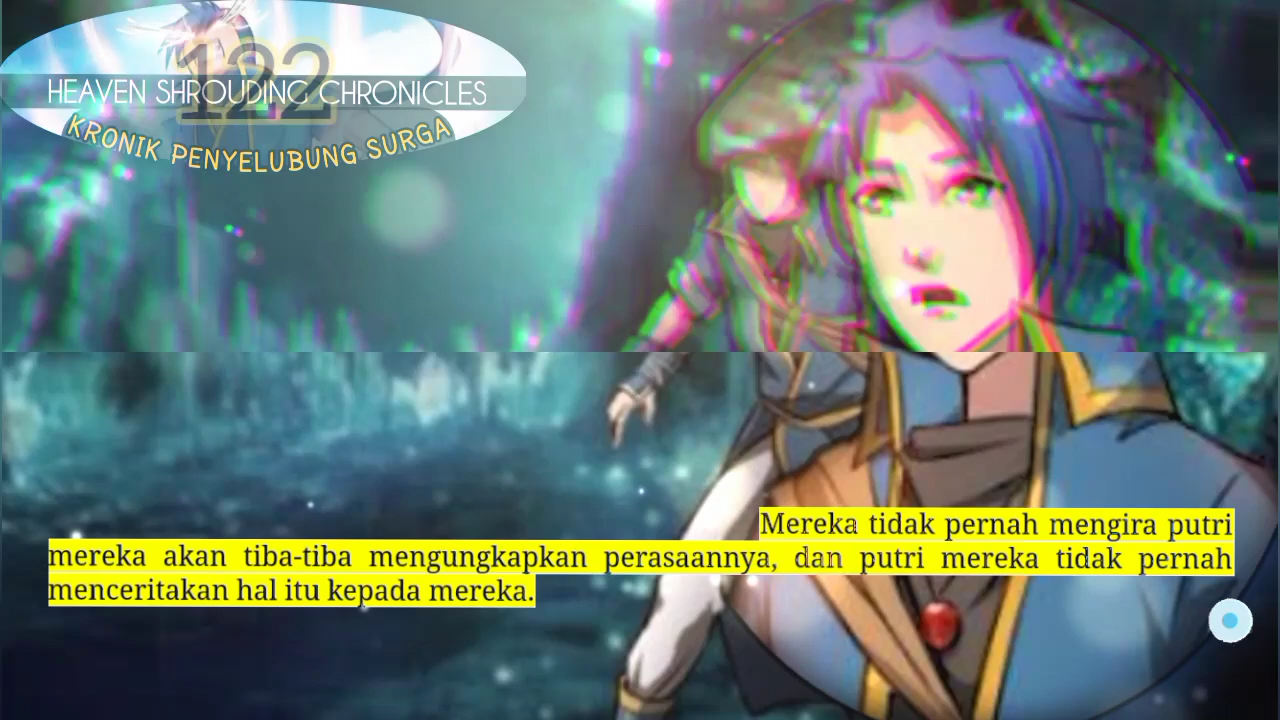 122
HEAVEN SHROUDING CHRONICLES
KRONIK PENYELUBUNG SURGA
Mereka tidak pernah mengira putri
mereka akan tiba-tiba mengungkapkan perasaannya, dan putri mereka tidak pernah
menceritakan hal itu kepada mereka.